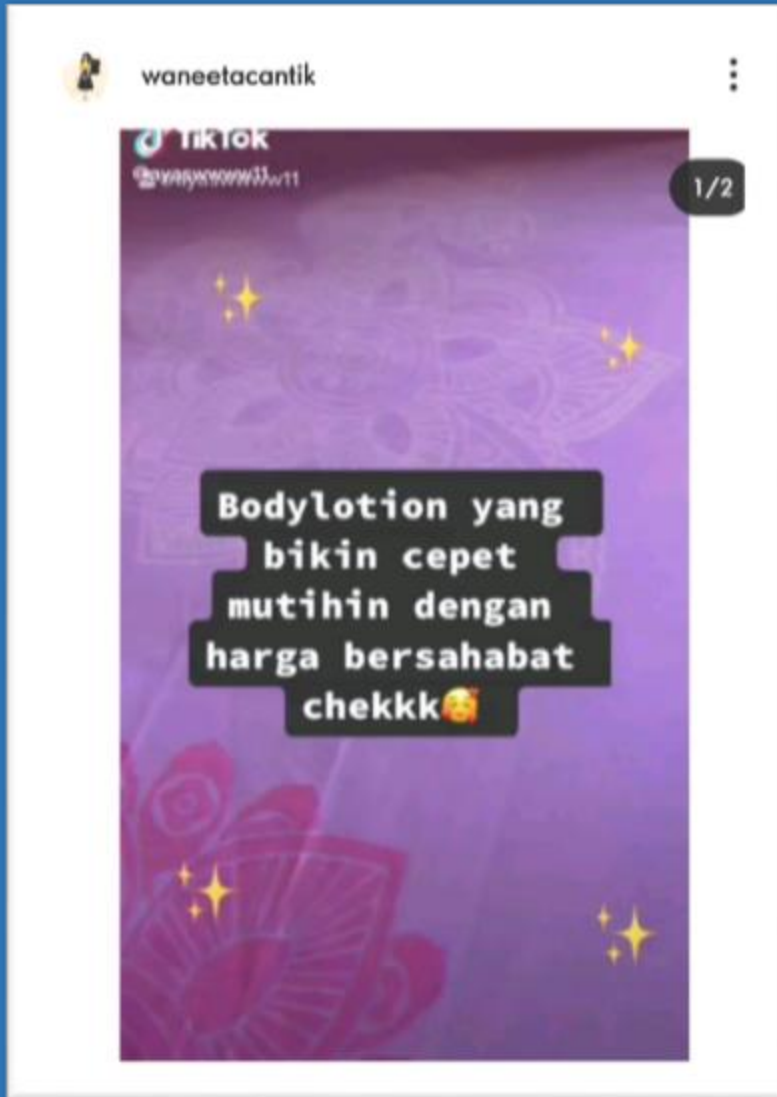 waneetacantik
TikTok
1/2
Bodylotion yang
bikin cepet
mutihin dengan
harga bersahabat
chekkk🥰